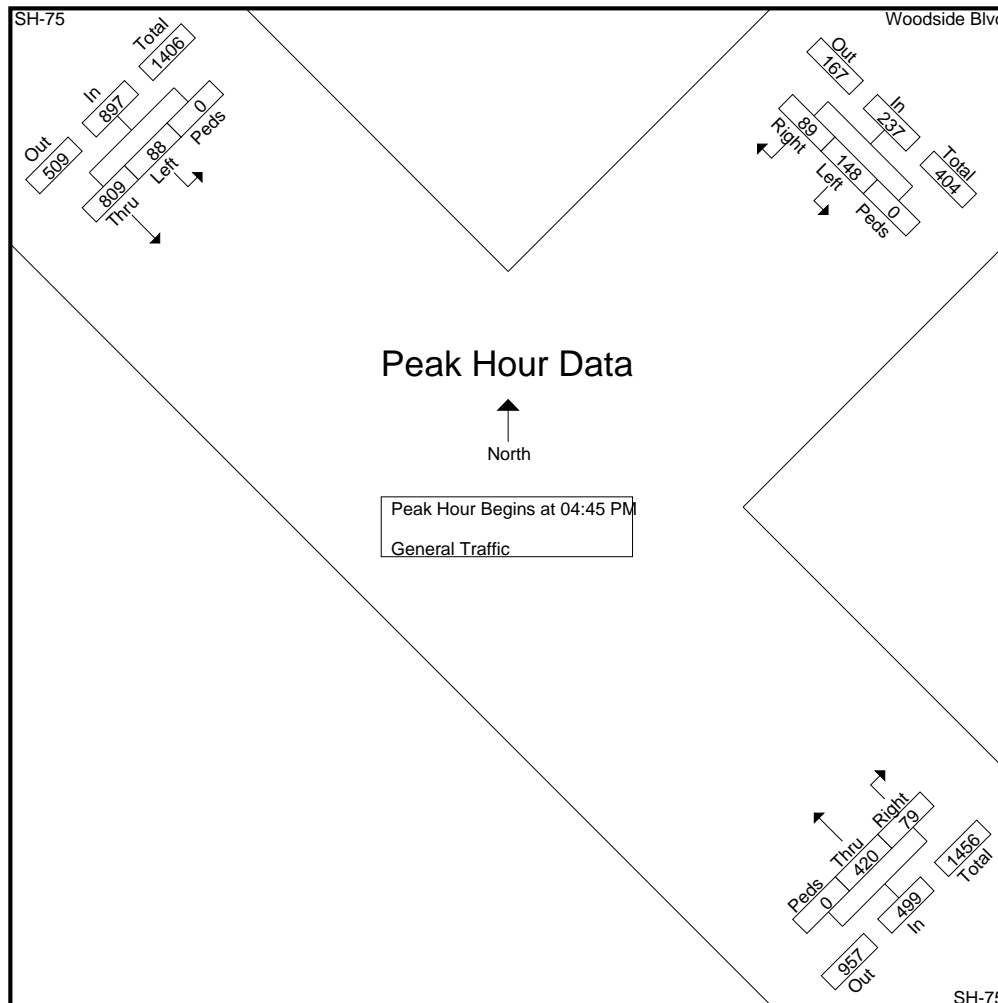 SH-75
Woodside Blvd
Out
509
In
897
Total
1406
809
88
0
Thru
Left
Peds
Out
167
In
237
Total
404
89
148
0
Right
Left
Peds
Peak Hour Data
North
Peak Hour Begins at 04:45 PM
General Traffic
Peds
Thru
Right
0
420
79
957
Out
499
In
1456
Total
SH-75